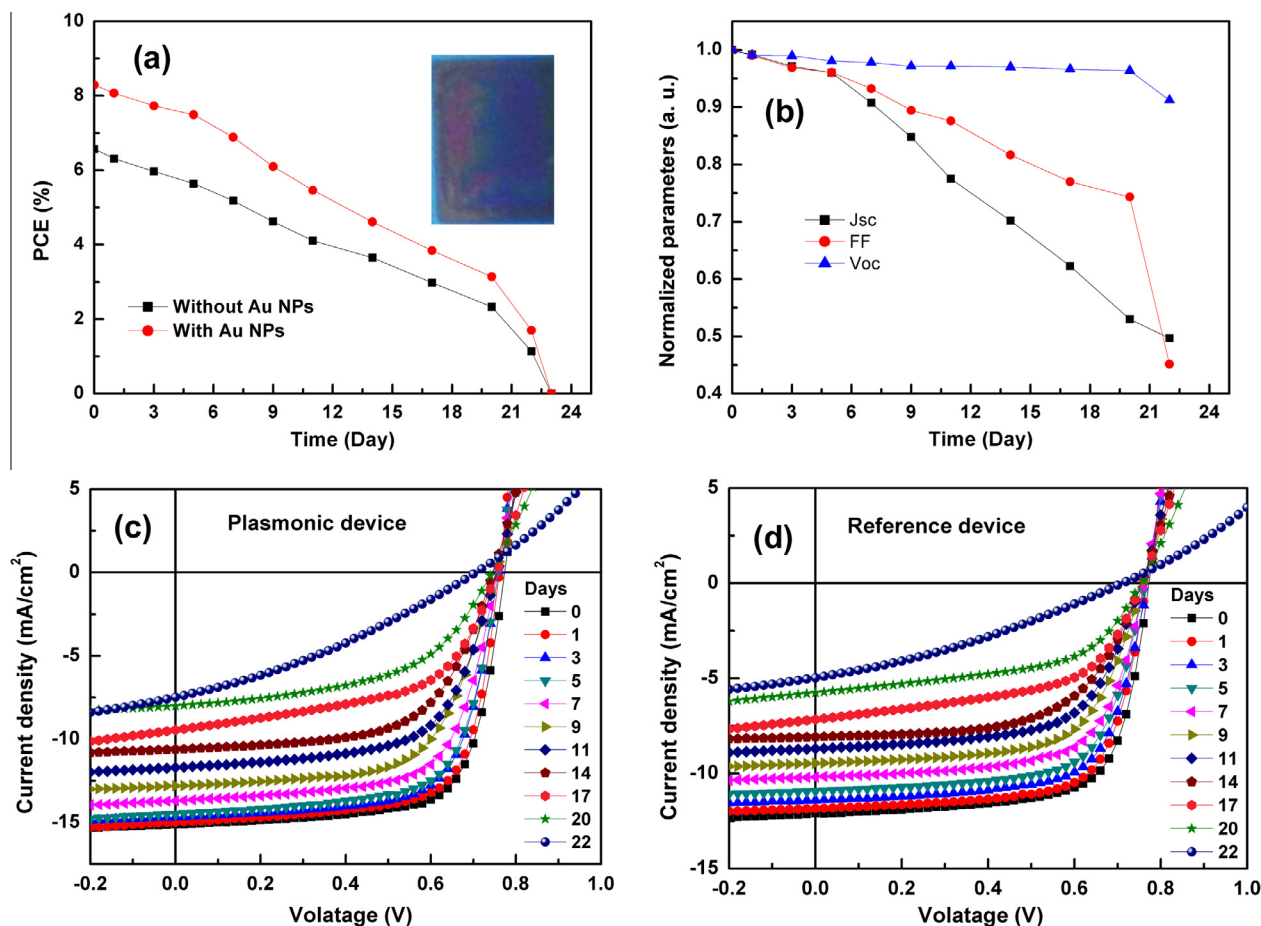 (a)
PCE (%)
10
8
6
4
2
0
Without Au NPs
With Au NPs
0 3 6 9 12 15 18 21 24
Time (Day)
(b)
Normalized parameters (a. u.)
1.0
0.9
0.8
0.7
0.6
0.5
0.4
Jsc
FF
Voc
0 3 6 9 12 15 18 21 24
Time (Day)
(c)
Plasmonic device
Current density (mA/cm²)
5
0
-5
-10
-15
Days
0
1
3
5
7
9
11
14
17
20
22
-0.2 0.0 0.2 0.4 0.6 0.8 1.0
Volatage (V)
(d)
Reference device
Current density (mA/cm²)
5
0
-5
-10
-15
Days
0
1
3
5
7
9
11
14
17
20
22
-0.2 0.0 0.2 0.4 0.6 0.8 1.0
Volatage (V)